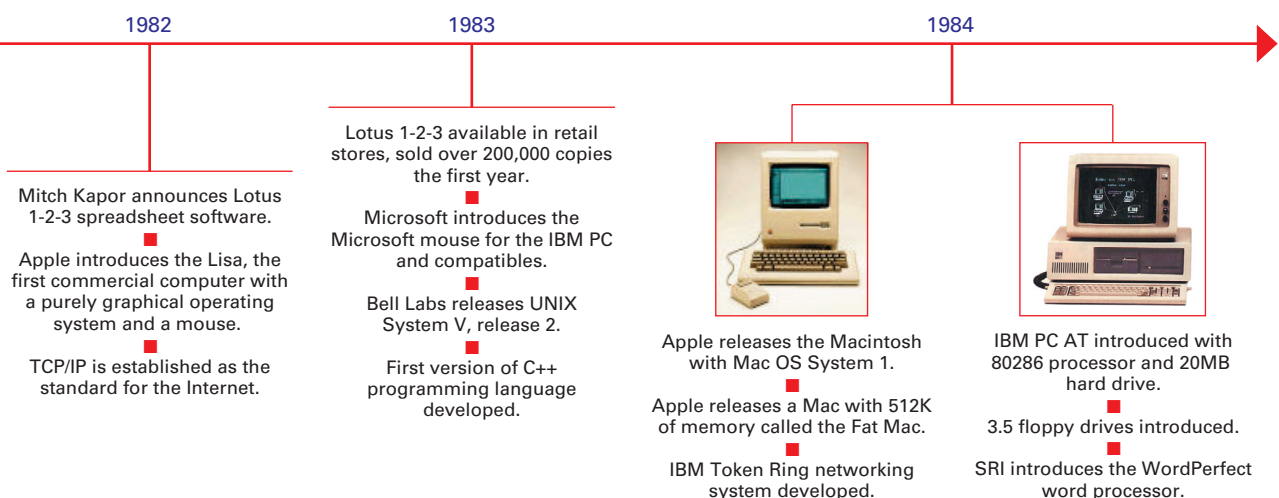 1982
1983
1984
Mitch Kapor announces Lotus
1-2-3 spreadsheet software.
Apple introduces the Lisa, the
first commercial computer with
a purely graphical operating
system and a mouse.
TCP/IP is established as the
standard for the Internet.
Lotus 1-2-3 available in retail
stores, sold over 200,000 copies
the first year.
Microsoft introduces the
Microsoft mouse for the IBM PC
and compatibles.
Bell Labs releases UNIX
System V, release 2.
First version of C++
programming language
developed.
Apple releases the Macintosh
with Mac OS System 1.
Apple releases a Mac with 512K
of memory called the Fat Mac.
IBM Token Ring networking
system developed.
IBM PC AT introduced with
80286 processor and 20MB
hard drive.
3.5 floppy drives introduced.
SRI introduces the WordPerfect
word processor.